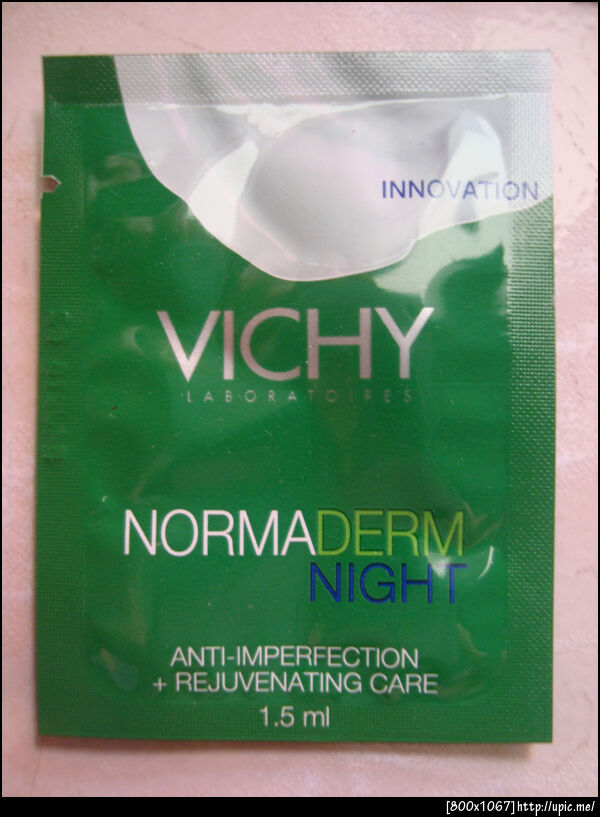 INNOVATION
VICHY
LABORATOIRES
NORMADERM
NIGHT
ANTI-IMPERFECTION
+ REJUVENATING CARE
1.5 ml
[800x1067]http://upic.me/